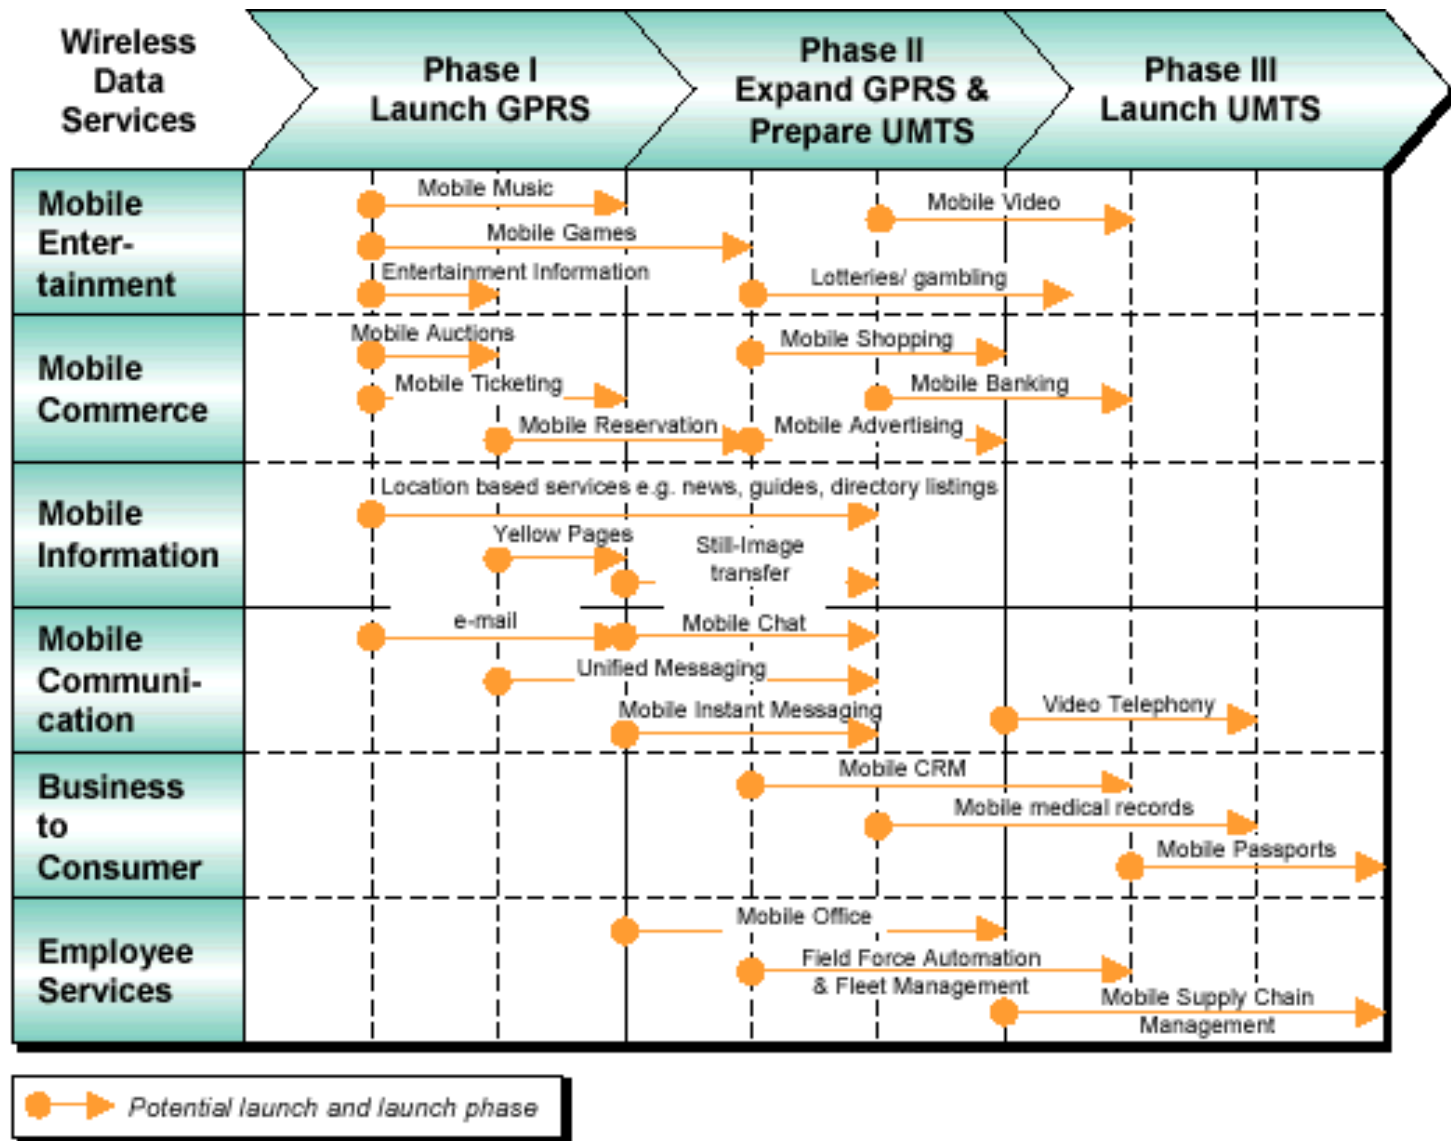 Wireless
Data
Services
Phase I
Launch GPRS
Phase II
Expand GPRS &
Prepare UMTS
Phase III
Launch UMTS
Mobile
Enter-
tainment
Mobile Music
Mobile Video
Mobile Games
Entertainment Information
Lotteries/ gambling
Mobile
Commerce
Mobile Auctions
Mobile Shopping
Mobile Ticketing
Mobile Banking
Mobile Reservation
Mobile Advertising
Mobile
Information
Location based services e.g. news, guides, directory listings
Yellow Pages
Still-Image
transfer
Mobile
Communi-
cation
e-mail
Mobile Chat
Unified Messaging
Mobile Instant Messaging
Video Telephony
Business
to
Consumer
Mobile CRM
Mobile medical records
Mobile Passports
Employee
Services
Mobile Office
Field Force Automation
& Fleet Management
Mobile Supply Chain
Management
Potential launch and launch phase